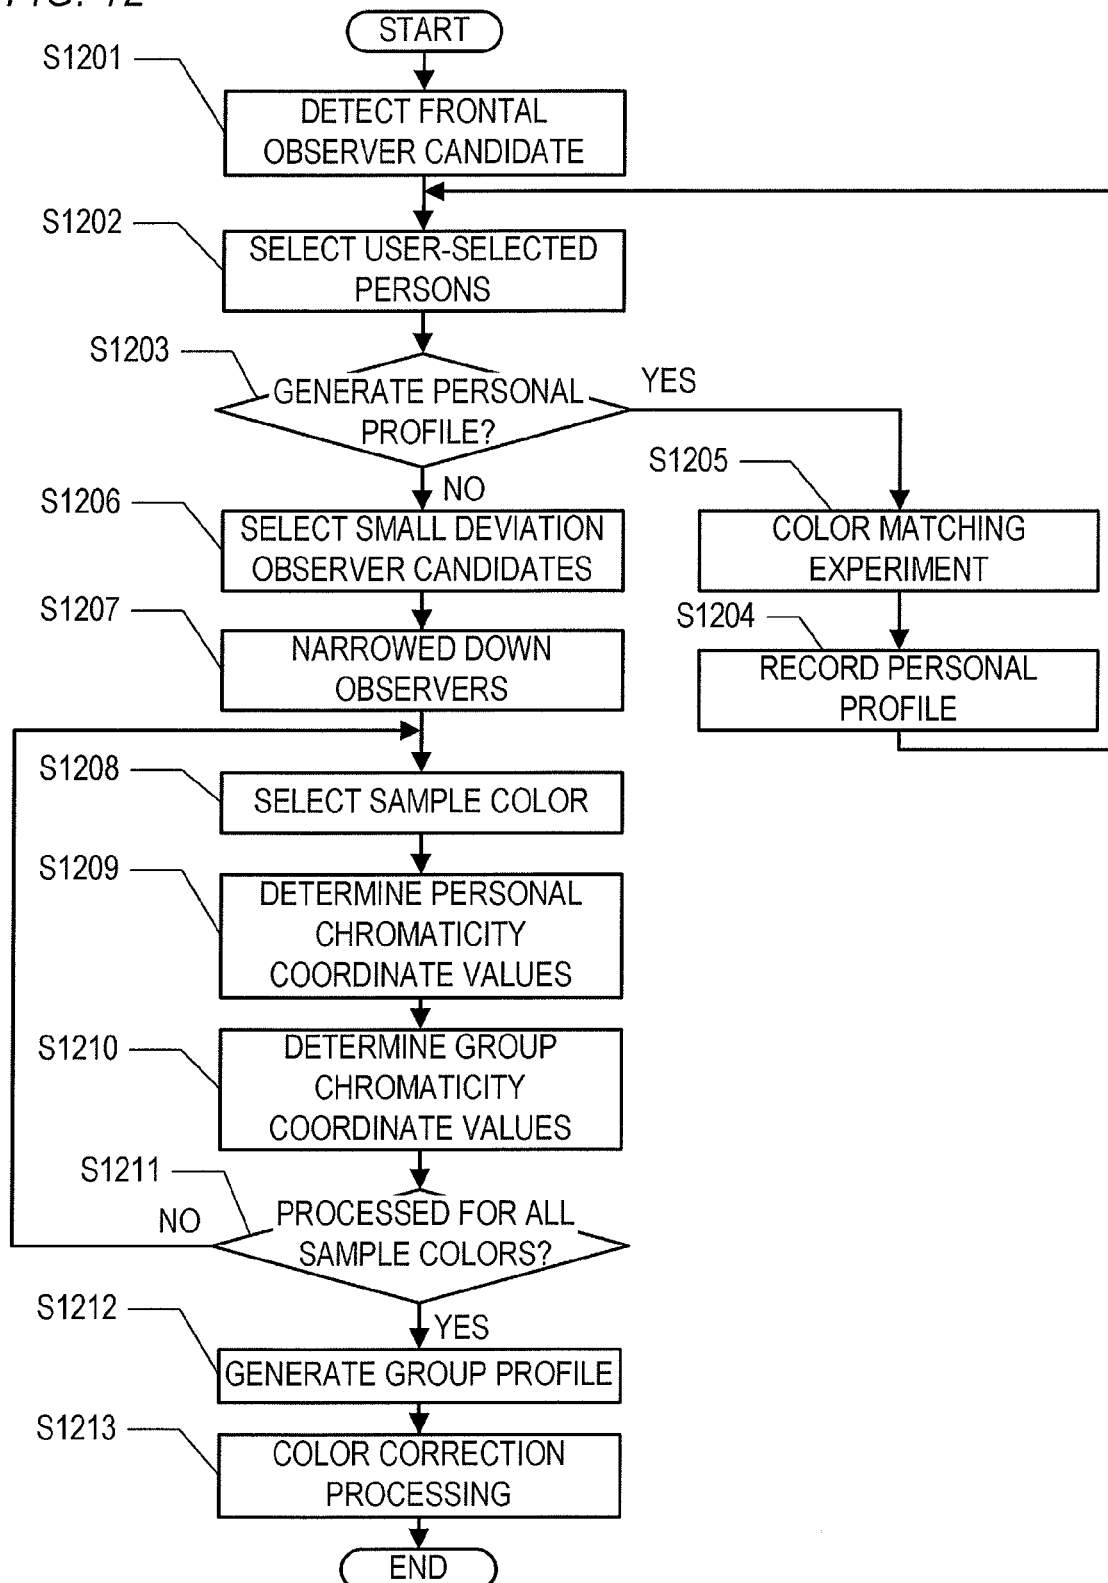 FIG. 12
START
S1201
DETECT FRONTAL
OBSERVER CANDIDATE
S1202
SELECT USER-SELECTED
PERSONS
S1203
GENERATE PERSONAL
PROFILE?
YES
NO
S1205
COLOR MATCHING
EXPERIMENT
S1204
RECORD PERSONAL
PROFILE
S1206
SELECT SMALL DEVIATION
OBSERVER CANDIDATES
S1207
NARROWED DOWN
OBSERVERS
S1208
SELECT SAMPLE COLOR
S1209
DETERMINE PERSONAL
CHROMATICITY
COORDINATE VALUES
S1210
DETERMINE GROUP
CHROMATICITY
COORDINATE VALUES
S1211
PROCESSED FOR ALL
SAMPLE COLORS?
NO
YES
S1212
GENERATE GROUP PROFILE
S1213
COLOR CORRECTION
PROCESSING
END